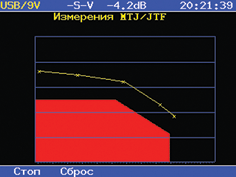 USB/9V -S-V -4.2dB 20:21:39
Измерения MTJ/JTF
Стоп Сброс